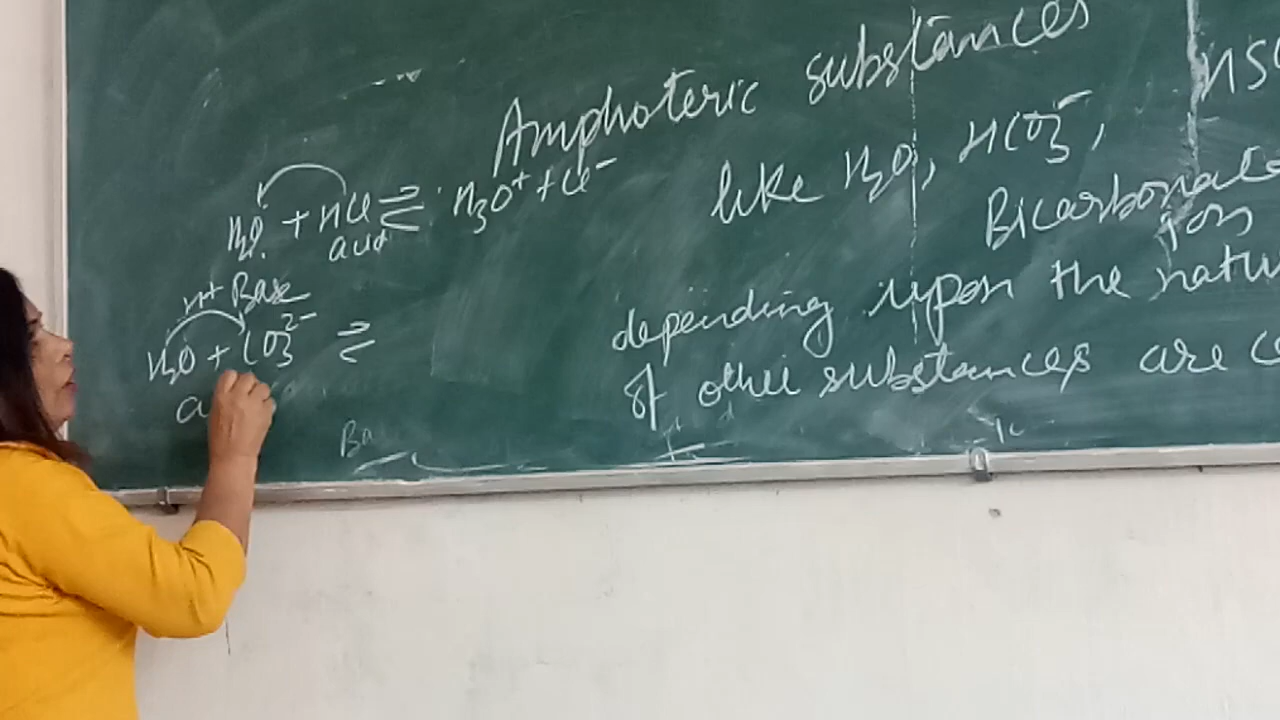 Amphoteric substances
like H₂O, HCO₃⁻, HSO
Bicarbonate
ion
depending upon the natu
of other substances are c
H₂O + HCl ⇌ H₃O⁺ + Cl⁻
acid
Base
H₂O + CO₃²⁻ ⇌
a
Ba